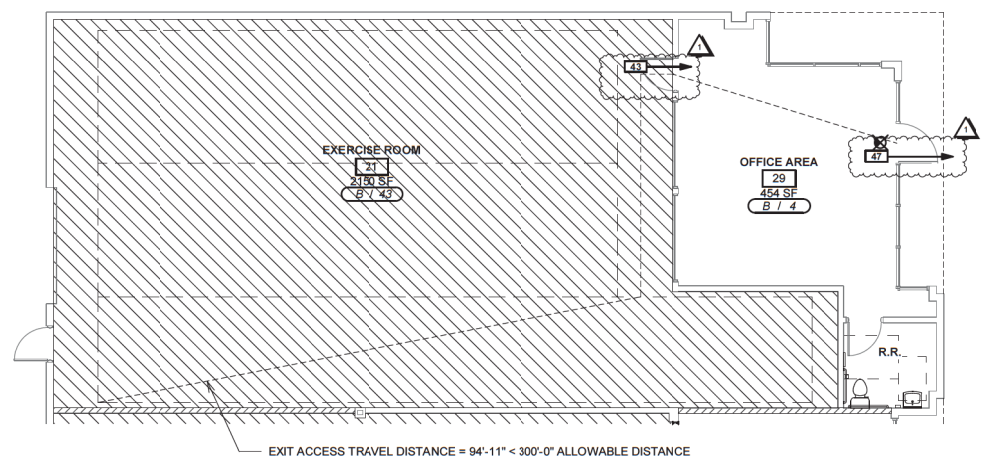 1
43
1
47
EXERCISE ROOM
21
2150 SF
B / 43
OFFICE AREA
29
454 SF
B / 4
R.R.
EXIT ACCESS TRAVEL DISTANCE = 94'-11" < 300'-0" ALLOWABLE DISTANCE